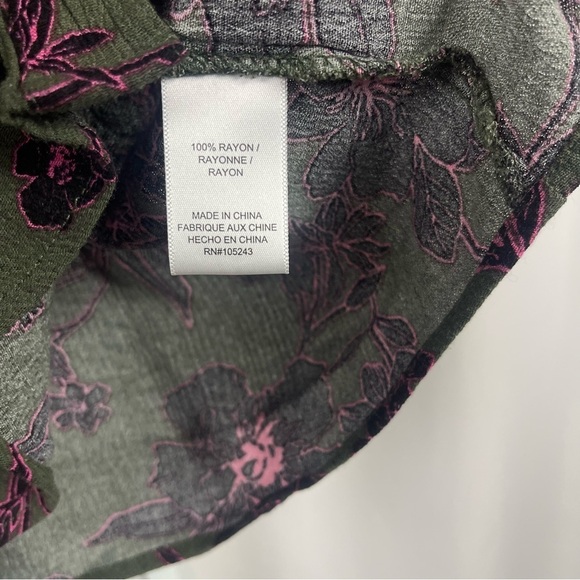 100% RAYON /
RAYONNE /
RAYON
MADE IN CHINA
FABRIQUE AUX CHINE
HECHO EN CHINA
RN#105243